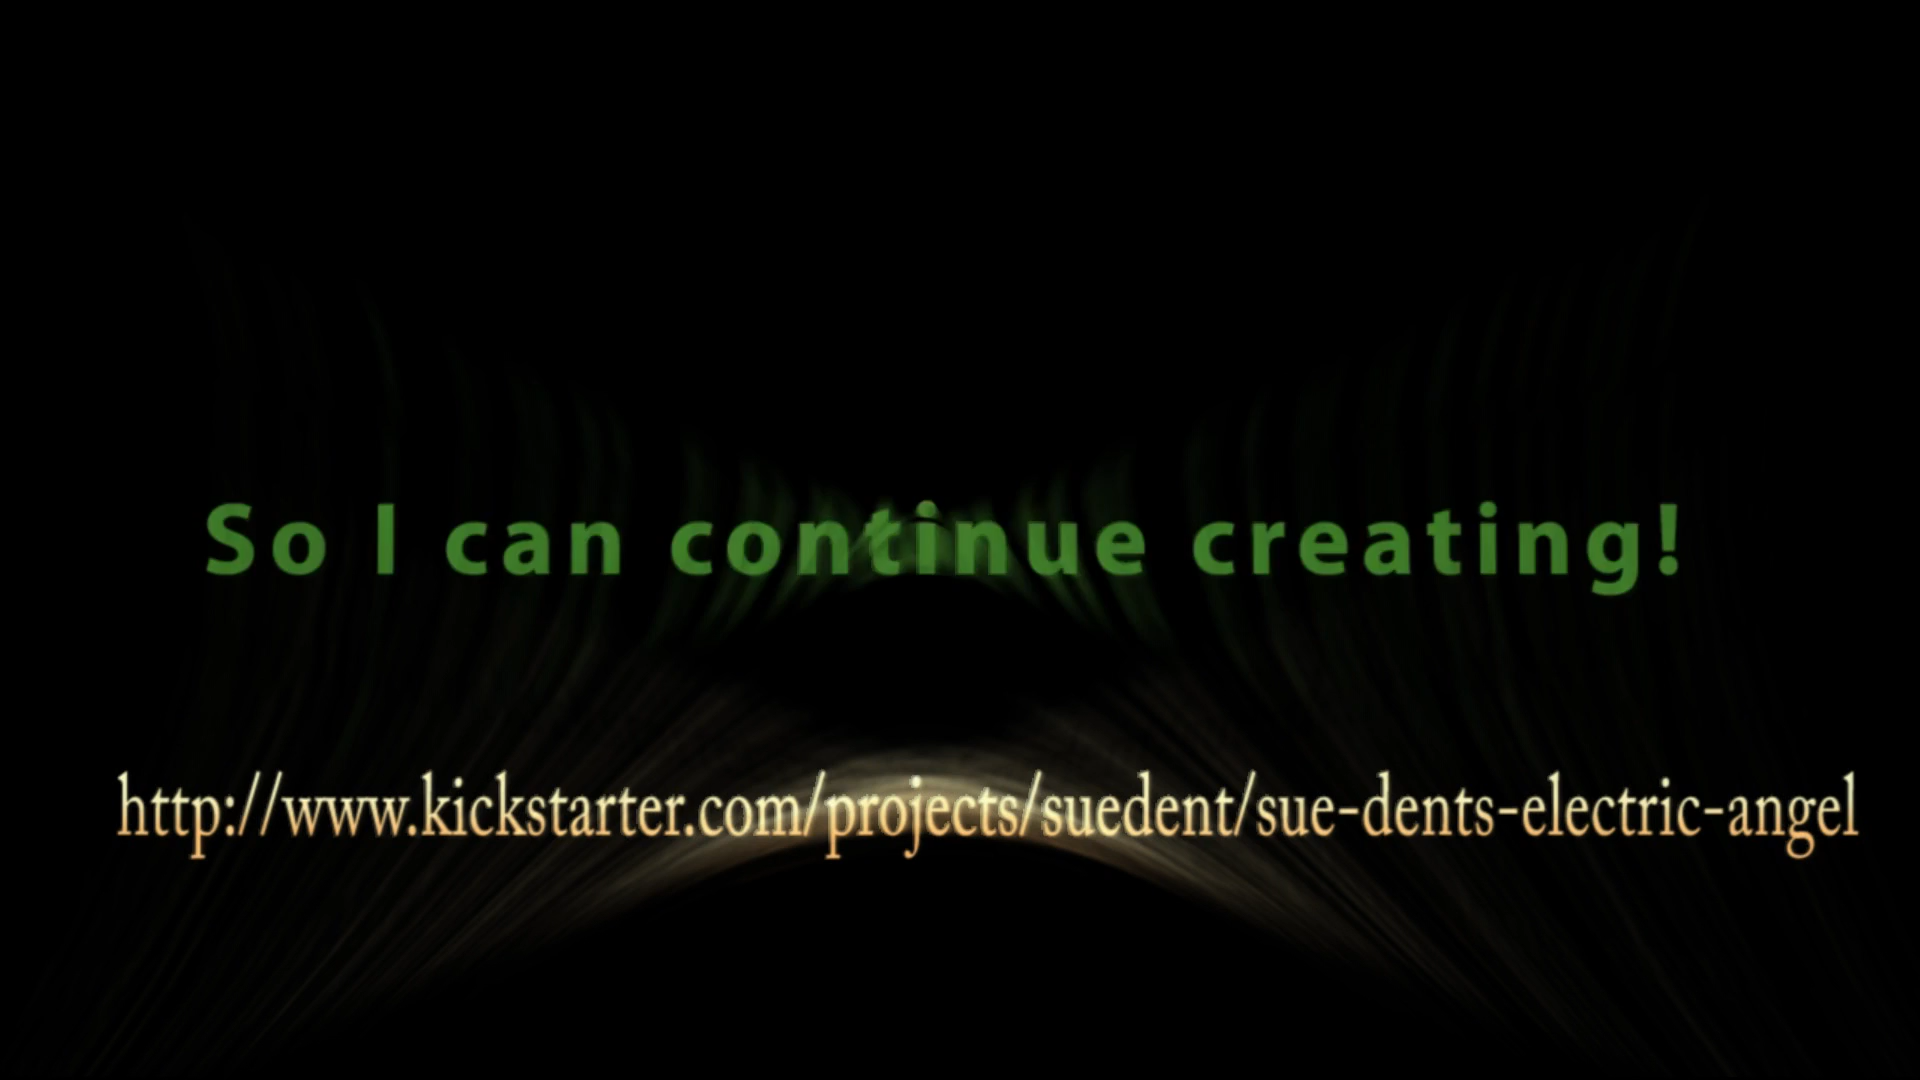 So I can continue creating!
http://www.kickstarter.com/projects/suedent/sue-dents-electric-angel